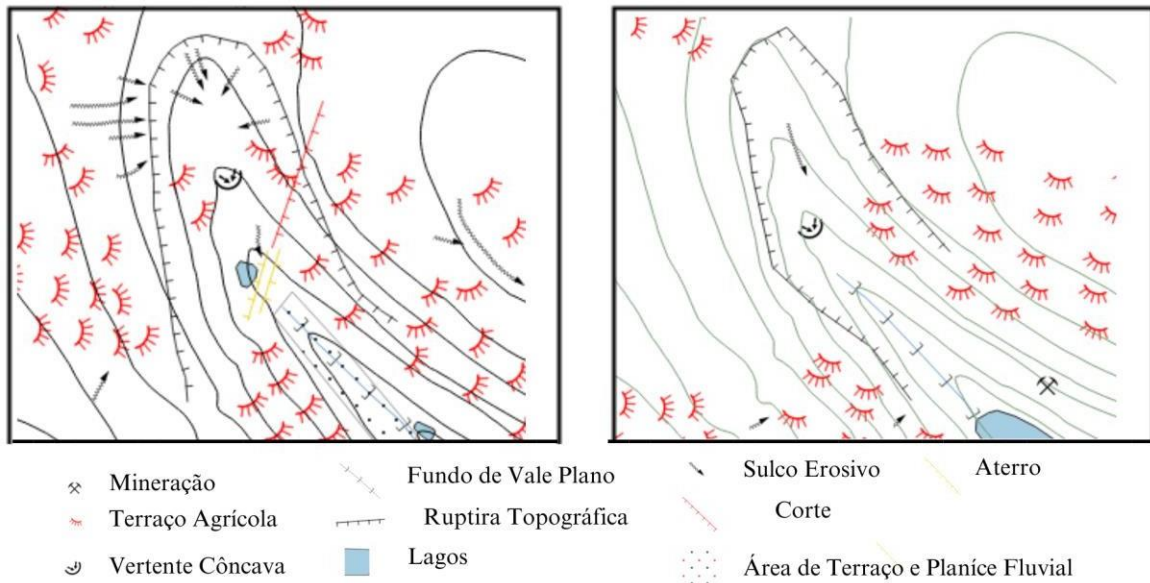 Mineração
Terraço Agrícola
Vertente Côncava
Fundo de Vale Plano
Ruptira Topográfica
Lagos
Sulco Erosivo
Corte
Área de Terraço e Planíce Fluvial
Aterro